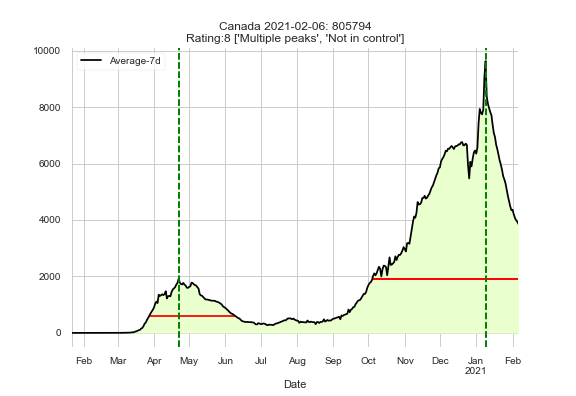 Canada 2021-02-06: 805794
Rating:8 ['Multiple peaks', 'Not in control']
Average-7d
10000
8000
6000
4000
2000
0
Feb Mar Apr May Jun Jul Aug Sep Oct Nov Dec Jan Feb
2021
Date